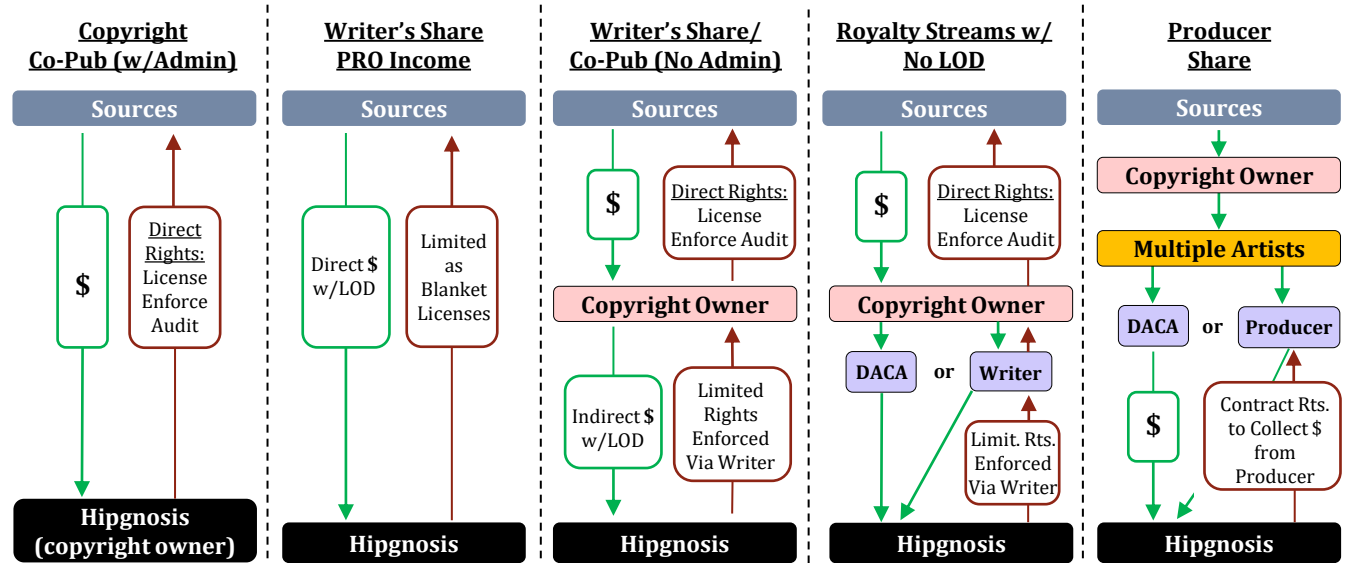 Copyright
Co-Pub (w/Admin)
Sources
$
Direct
Rights:
License
Enforce
Audit
Hipgnosis
(copyright owner)
Writer's Share
PRO Income
Sources
Direct $
w/LOD
Limited
as
Blanket
Licenses
Hipgnosis
Writer's Share/
Co-Pub (No Admin)
Sources
$
Direct Rights:
License
Enforce Audit
Copyright Owner
Indirect $
w/LOD
Limited
Rights
Enforced
Via Writer
Hipgnosis
Royalty Streams w/
No LOD
Sources
$
Direct Rights:
License
Enforce Audit
Copyright Owner
DACA or Writer
Limit. Rts.
Enforced
Via Writer
Hipgnosis
Producer
Share
Sources
Copyright Owner
Multiple Artists
DACA or Producer
$
Contract Rts.
to Collect $
from
Producer
Hipgnosis